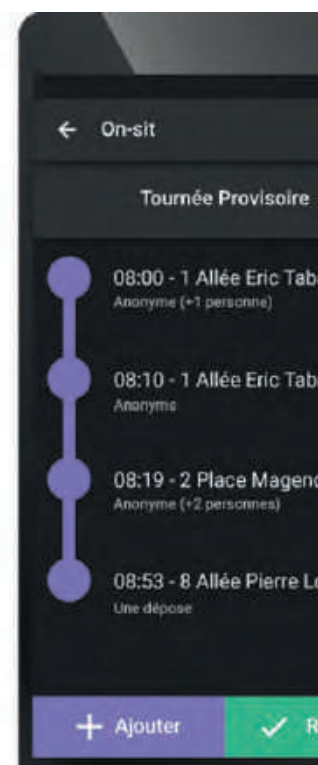 ← On-sit
Tournée Provisoire
08:00 - 1 Allée Eric Tab
Anonyme (+1 personne)
08:10 - 1 Allée Eric Tab
Anonyme
08:19 - 2 Place Magend
Anonyme (+2 personnes)
08:53 - 8 Allée Pierre Lo
Une dépose
+ Ajouter
✓ R